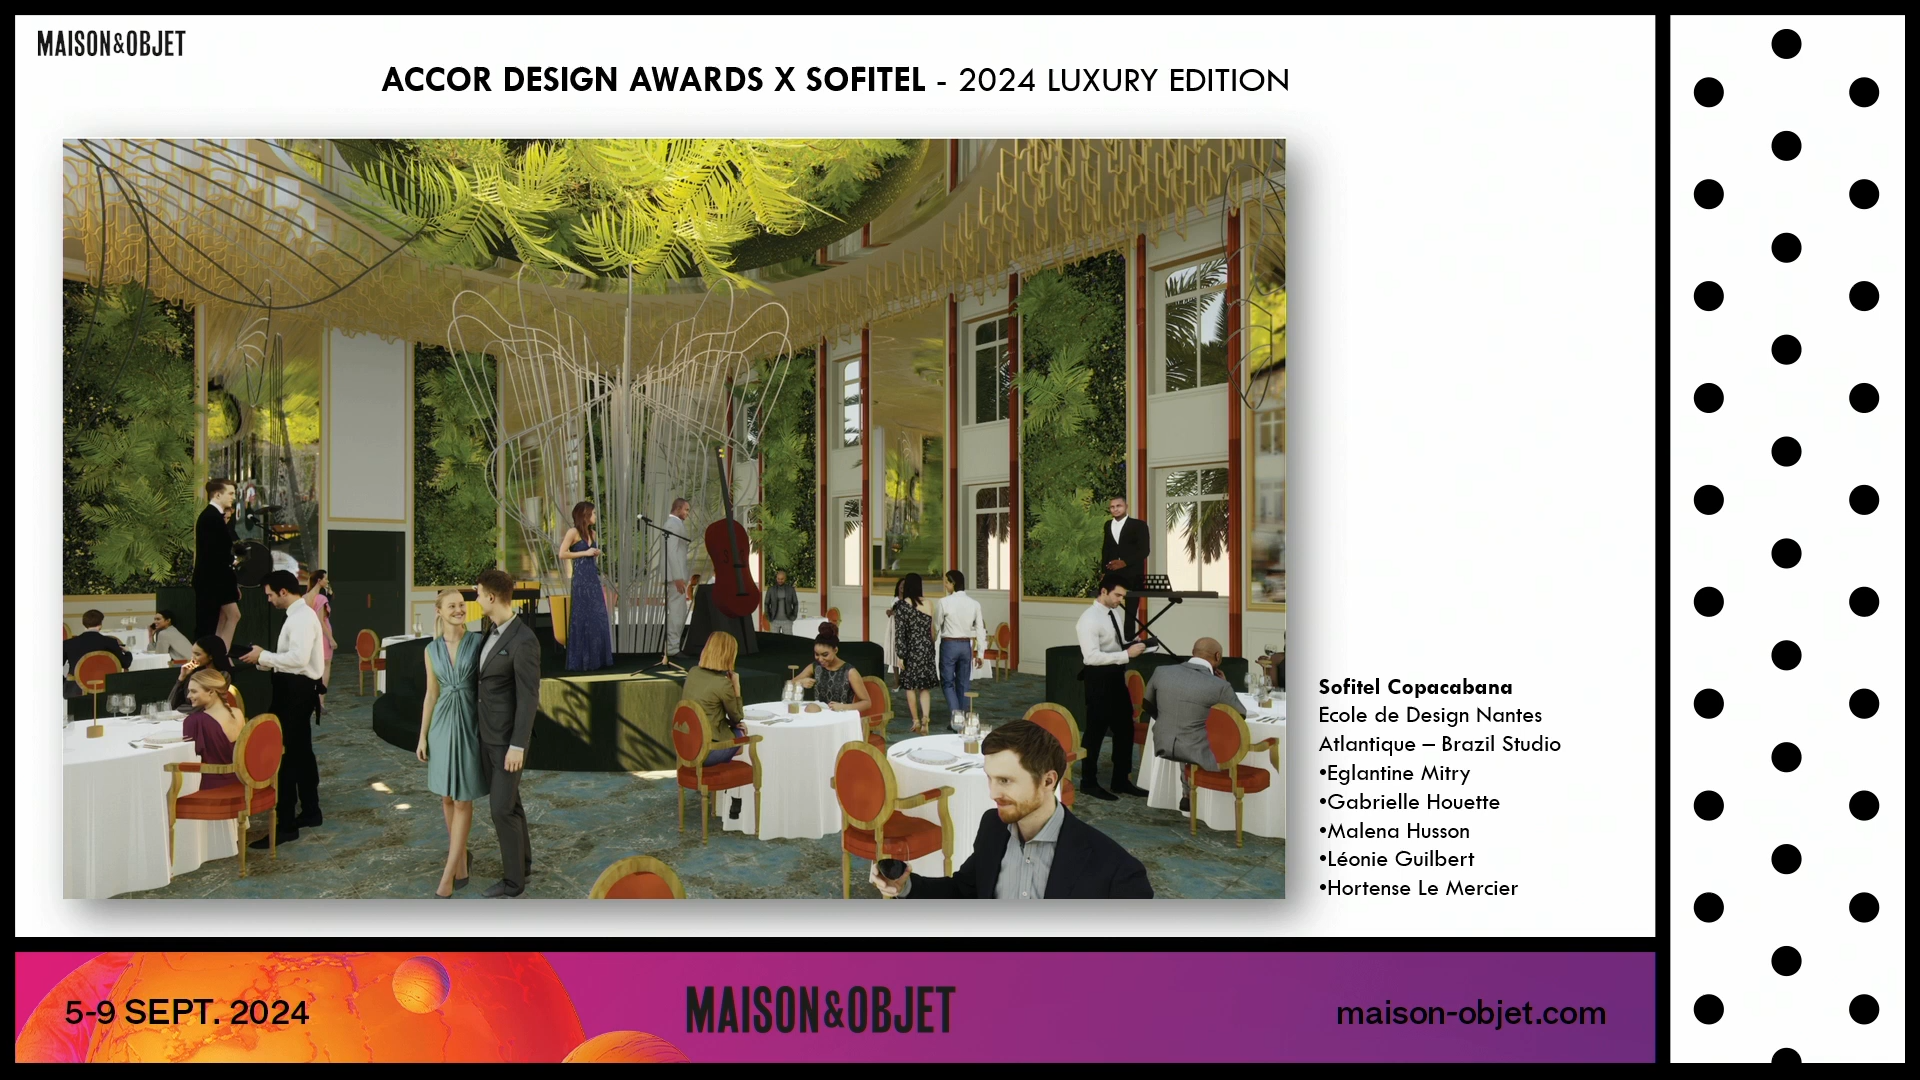 MAISON&OBJET
ACCOR DESIGN AWARDS X SOFITEL - 2024 LUXURY EDITION
Sofitel Copacabana
Ecole de Design Nantes
Atlantique – Brazil Studio
•Eglantine Mitry
•Gabrielle Houette
•Malena Husson
•Léonie Guilbert
•Hortense Le Mercier
5-9 SEPT. 2024
MAISON&OBJET
maison-objet.com